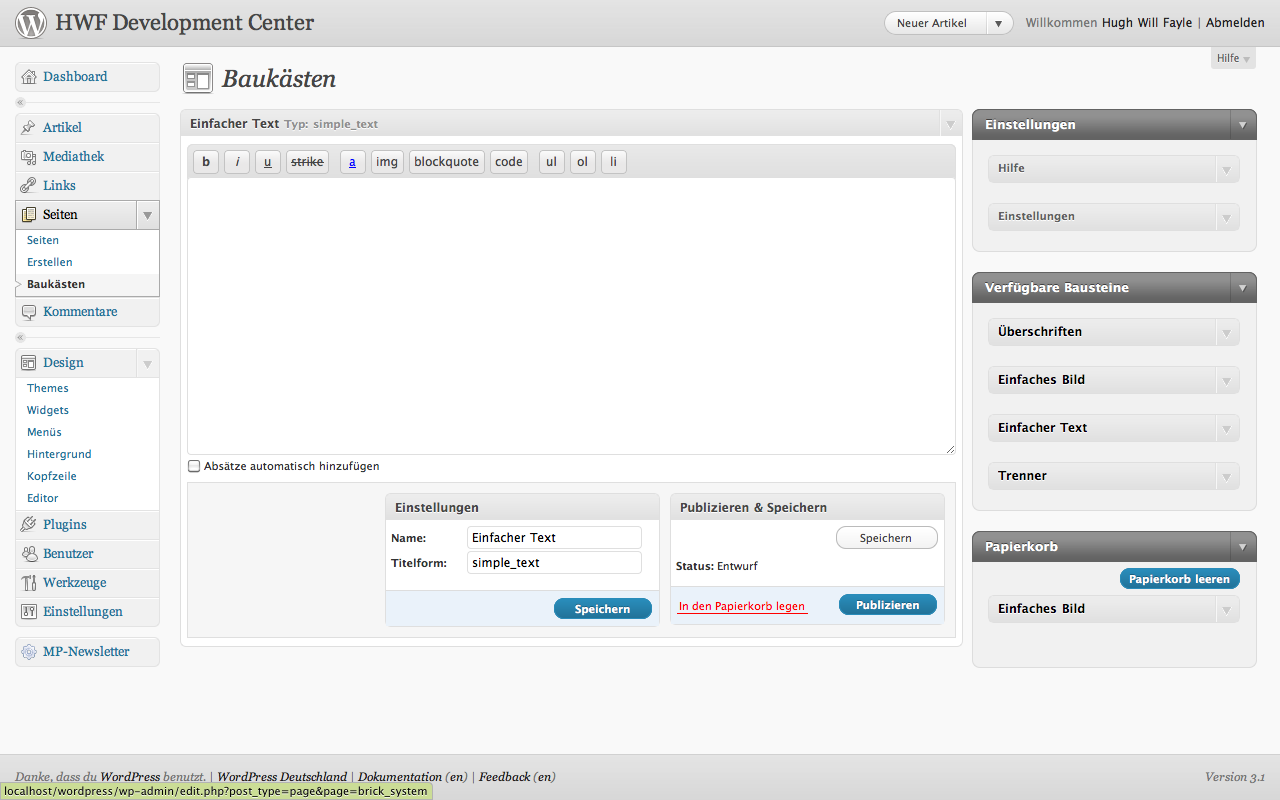 HWF Development Center
Neuer Artikel
Willkommen Hugh Will Fayle | Abmelden
Hilfe
Dashboard
Artikel
Mediathek
Links
Seiten
Seiten
Erstellen
Baukästen
Kommentare
Design
Themes
Widgets
Menüs
Hintergrund
Kopfzeile
Editor
Plugins
Benutzer
Werkzeuge
Einstellungen
MP-Newsletter
Baukästen
Einfacher Text Typ: simple_text
b i u strike a img blockquote code ul ol li
Absätze automatisch hinzufügen
Einstellungen
Name: Einfacher Text
Titelform: simple_text
Speichern
Publizieren & Speichern
Speichern
Status: Entwurf
In den Papierkorb legen
Publizieren
Einstellungen
Hilfe
Einstellungen
Verfügbare Bausteine
Überschriften
Einfaches Bild
Einfacher Text
Trenner
Papierkorb
Papierkorb leeren
Einfaches Bild
Danke, dass du WordPress benutzt. | WordPress Deutschland | Dokumentation (en) | Feedback (en)
Version 3.1
localhost/wordpress/wp-admin/edit.php?post_type=page&page=brick_system